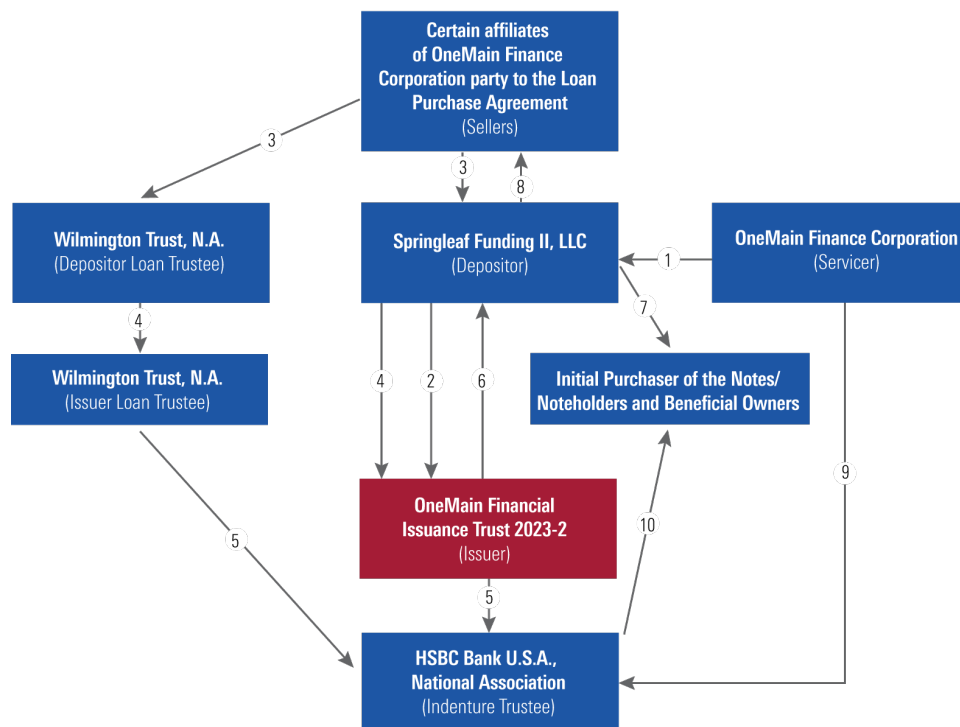 Certain affiliates
of OneMain Finance
Corporation party to the Loan
Purchase Agreement
(Sellers)
3
3
8
Wilmington Trust, N.A.
(Depositor Loan Trustee)
Springleaf Funding II, LLC
(Depositor)
1
OneMain Finance Corporation
(Servicer)
7
4
4
2
6
Wilmington Trust, N.A.
(Issuer Loan Trustee)
Initial Purchaser of the Notes/
Noteholders and Beneficial Owners
9
OneMain Financial
Issuance Trust 2023-2
(Issuer)
10
5
5
HSBC Bank U.S.A.,
National Association
(Indenture Trustee)